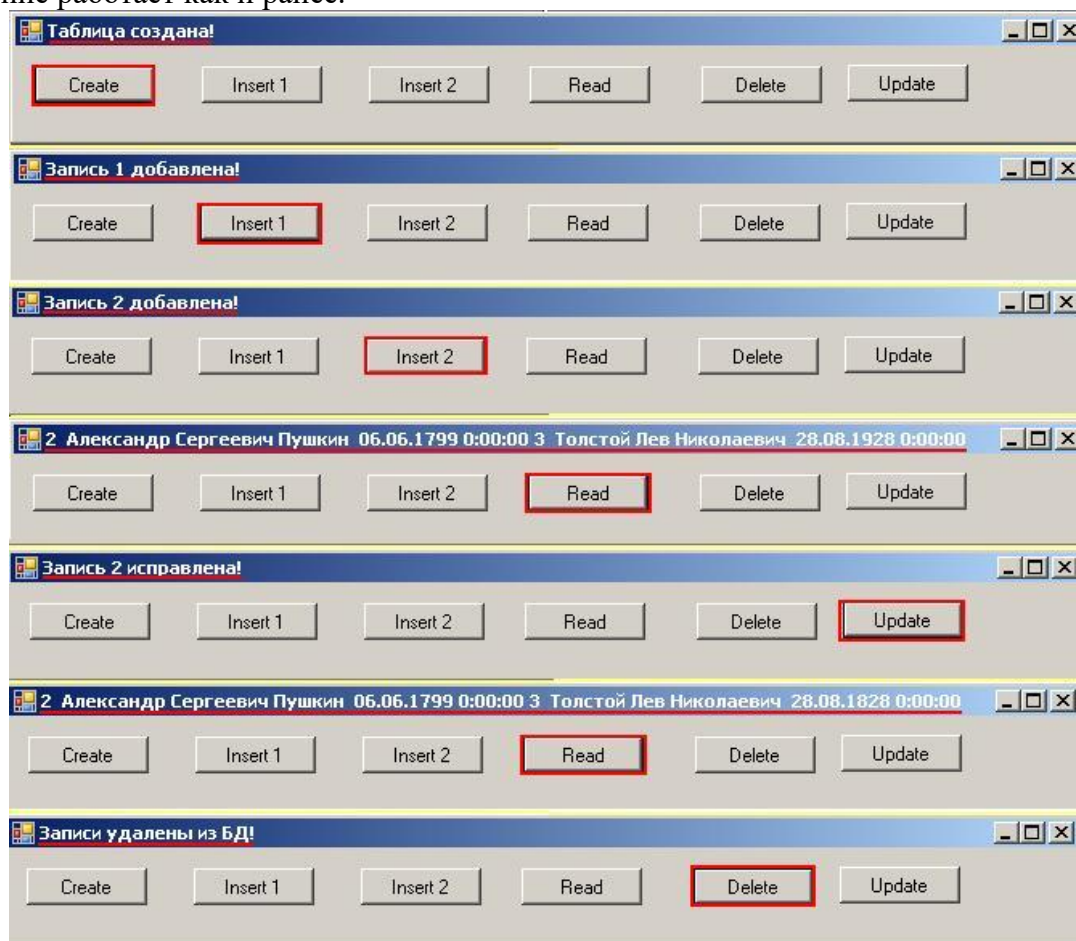 работает как и ранее.
Таблица создана!
Create Insert 1 Insert 2 Read Delete Update
Запись 1 добавлена!
Create Insert 1 Insert 2 Read Delete Update
Запись 2 добавлена!
Create Insert 1 Insert 2 Read Delete Update
2 Александр Сергеевич Пушкин 06.06.1799 0:00:00 3 Толстой Лев Николаевич 28.08.1928 0:00:00
Create Insert 1 Insert 2 Read Delete Update
Запись 2 исправлена!
Create Insert 1 Insert 2 Read Delete Update
2 Александр Сергеевич Пушкин 06.06.1799 0:00:00 3 Толстой Лев Николаевич 28.08.1828 0:00:00
Create Insert 1 Insert 2 Read Delete Update
Записи удалены из БД!
Create Insert 1 Insert 2 Read Delete Update